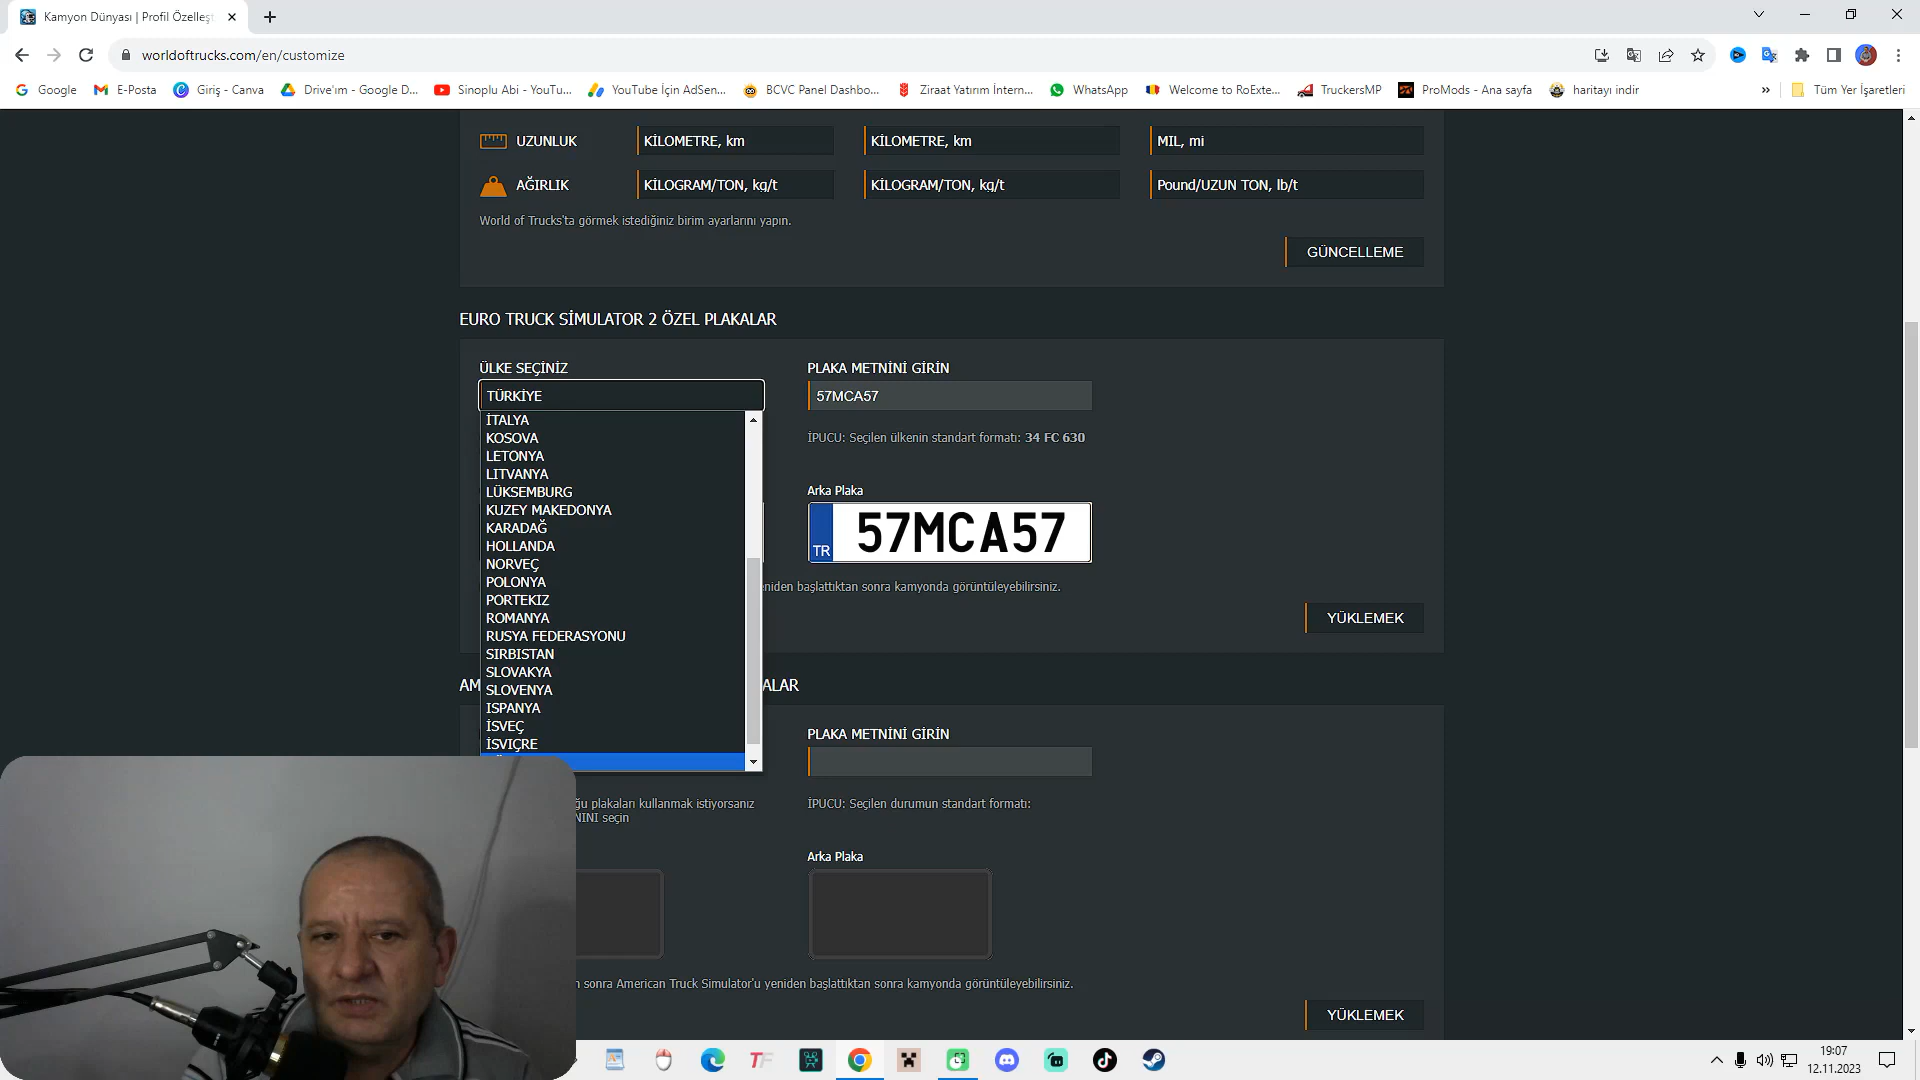 Kamyon Dünyası | Profil Özelleşt
worldoftrucks.com/en/customize
Google
E-Posta
Giriş - Canva
Drive'ım - Google D...
Sinoplu Abi - YouTu...
YouTube İçin AdSen...
BCVC Panel Dashbo...
Ziraat Yatırım İntern...
WhatsApp
Welcome to RoExte...
TruckersMP
ProMods - Ana sayfa
haritayı indir
»
Tüm Yer İşaretleri
UZUNLUK
KİLOMETRE, km
KİLOMETRE, km
MIL, mi
AĞIRLIK
KİLOGRAM/TON, kg/t
KİLOGRAM/TON, kg/t
Pound/UZUN TON, lb/t
World of Trucks'ta görmek istediğiniz birim ayarlarını yapın.
GÜNCELLEME
EURO TRUCK SİMULATOR 2 ÖZEL PLAKALAR
ÜLKE SEÇİNİZ
TÜRKİYE
İTALYA
KOSOVA
LETONYA
LITVANYA
LÜKSEMBURG
KUZEY MAKEDONYA
KARADAĞ
HOLLANDA
NORVEÇ
POLONYA
PORTEKIZ
ROMANYA
RUSYA FEDERASYONU
SIRBISTAN
SLOVAKYA
SLOVENYA
ISPANYA
İSVEÇ
İSVIÇRE
PLAKA METNİNİ GİRİN
57MCA57
İPUCU: Seçilen ülkenin standart formatı: 34 FC 630
Arka Plaka
TR
57MCA57
eniden başlattıktan sonra kamyonda görüntüleyebilirsiniz.
YÜKLEMEK
AM
ALAR
PLAKA METNİNİ GİRİN
ğu plakaları kullanmak istiyorsanız
NINI seçin
İPUCU: Seçilen durumun standart formatı:
Arka Plaka
n sonra American Truck Simulator'u yeniden başlattıktan sonra kamyonda görüntüleyebilirsiniz.
YÜKLEMEK
TF
19:07
12.11.2023